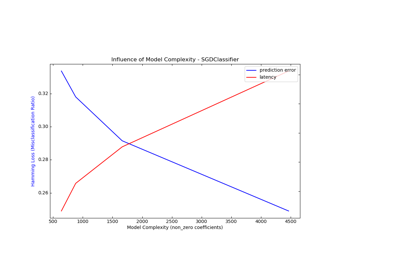 Influence of Model Complexity - SGDClassifier
prediction error
latency
Hamming Loss (Misclassification Ratio)
0.32
0.30
0.28
0.26
500 1000 1500 2000 2500 3000 3500 4000 4500
Model Complexity (non_zero coefficients)